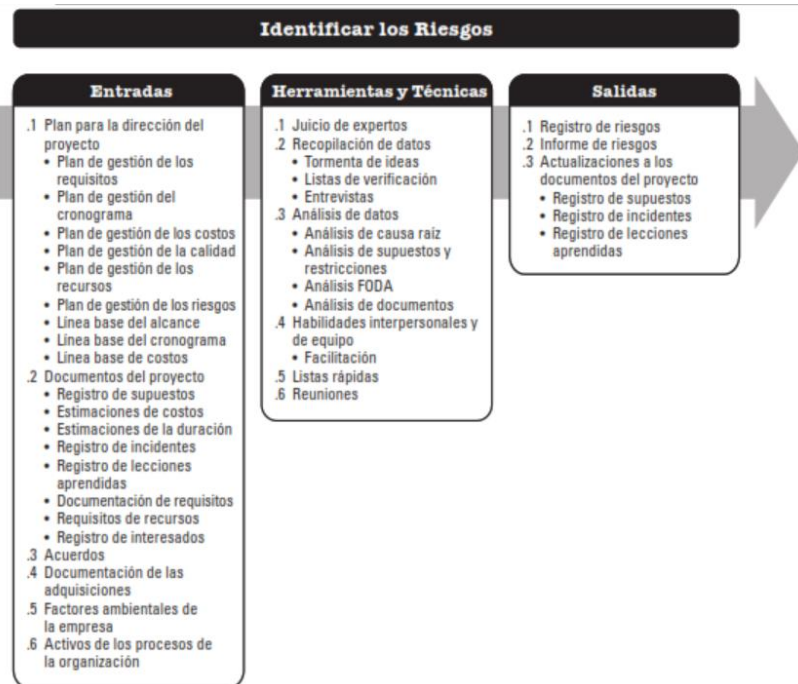 Identificar los Riesgos
Entradas
.1 Plan para la dirección del
proyecto
• Plan de gestión de los
requisitos
• Plan de gestión del
cronograma
• Plan de gestión de los costos
• Plan de gestión de la calidad
• Plan de gestión de los
recursos
• Plan de gestión de los riesgos
• Línea base del alcance
• Línea base del cronograma
• Línea base de costos
.2 Documentos del proyecto
• Registro de supuestos
• Estimaciones de costos
• Estimaciones de la duración
• Registro de incidentes
• Registro de lecciones
aprendidas
• Documentación de requisitos
• Requisitos de recursos
• Registro de interesados
.3 Acuerdos
.4 Documentación de las
adquisiciones
.5 Factores ambientales de
la empresa
.6 Activos de los procesos de
la organización
Herramientas y Técnicas
.1 Juicio de expertos
.2 Recopilación de datos
• Tormenta de ideas
• Listas de verificación
• Entrevistas
.3 Análisis de datos
• Análisis de causa raíz
• Análisis de supuestos y
restricciones
• Análisis FODA
• Análisis de documentos
.4 Habilidades interpersonales y
de equipo
• Facilitación
.5 Listas rápidas
.6 Reuniones
Salidas
.1 Registro de riesgos
.2 Informe de riesgos
.3 Actualizaciones a los
documentos del proyecto
• Registro de supuestos
• Registro de incidentes
• Registro de lecciones
aprendidas